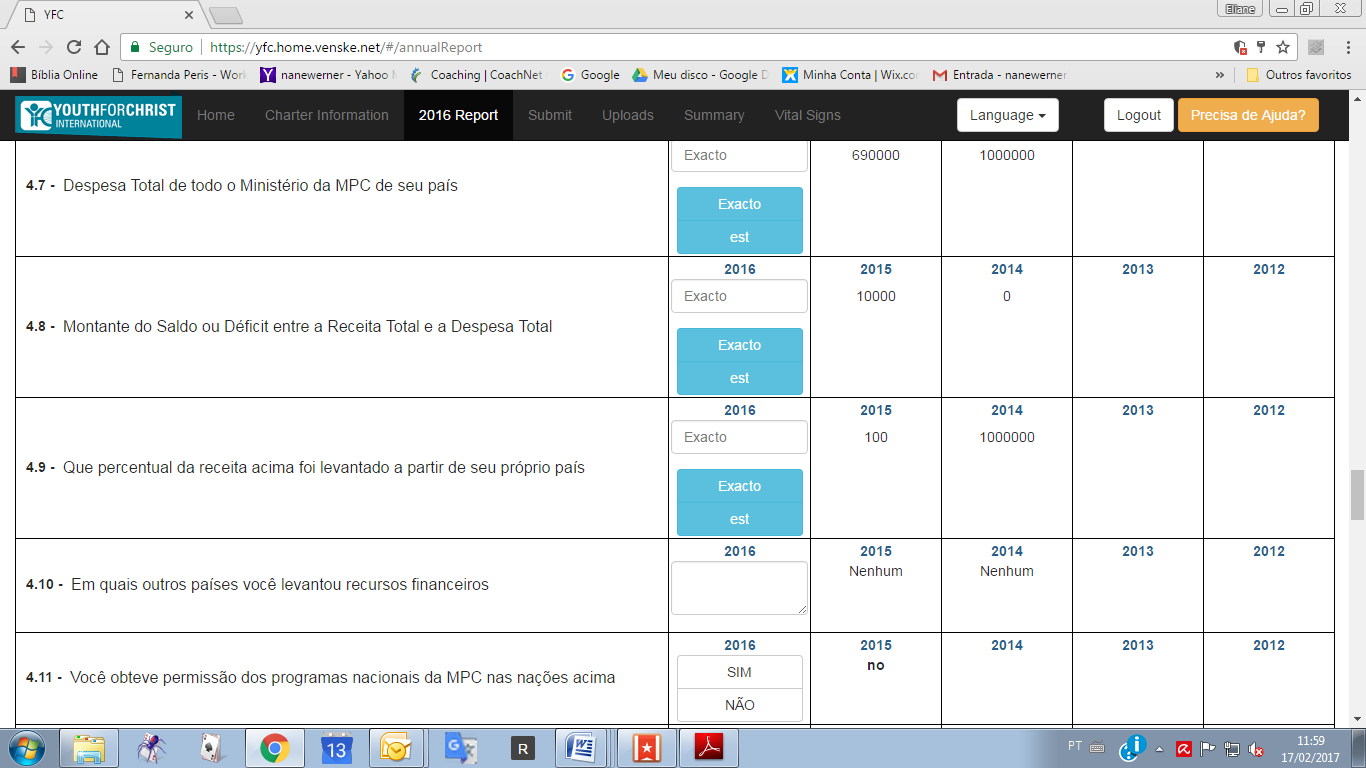 YFC
Eliane
Seguro https://yfc.home.venske.net/#/annualReport
Bíblia Online Fernanda Peris - Work nanewerner - Yahoo M Coaching | CoachNet Google Meu disco - Google D Minha Conta | Wix.co Entrada - nanewerner » Outros favoritos
YOUTHFORCHRIST
INTERNATIONAL
Home Charter Information 2016 Report Submit Uploads Summary Vital Signs Language Logout Precisa de Ajuda?
Exacto 690000 1000000
4.7 - Despesa Total de todo o Ministério da MPC de seu país
Exacto
est
2016 2015 2014 2013 2012
Exacto 10000 0
4.8 - Montante do Saldo ou Déficit entre a Receita Total e a Despesa Total
Exacto
est
2016 2015 2014 2013 2012
Exacto 100 1000000
4.9 - Que percentual da receita acima foi levantado a partir de seu próprio país
Exacto
est
2016 2015 2014 2013 2012
Nenhum Nenhum
4.10 - Em quais outros países você levantou recursos financeiros
2016 2015 2014 2013 2012
SIM no
4.11 - Você obteve permissão dos programas nacionais da MPC nas nações acima
NÃO
13 R W PT 11:59
17/02/2017